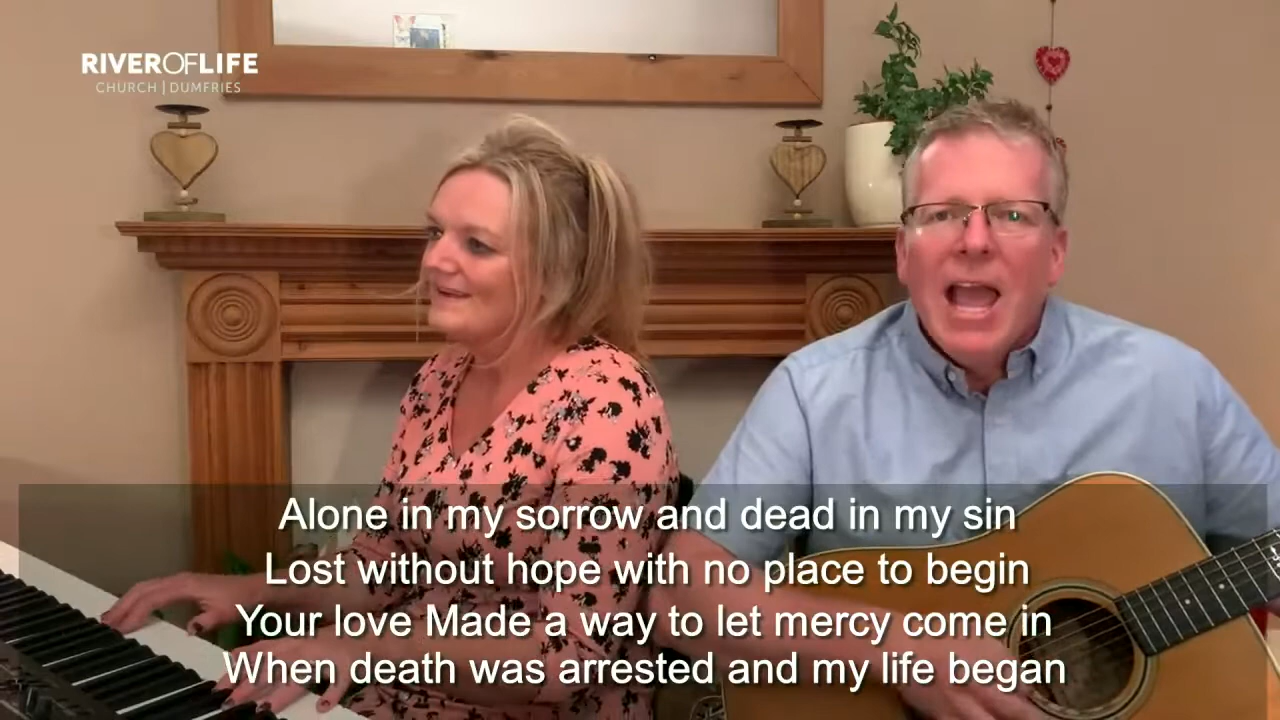 RIVEROFLIFE
CHURCH | DUMFRIES
Alone in my sorrow and dead in my sin
Lost without hope with no place to begin
Your love Made a way to let mercy come in
When death was arrested and my life began